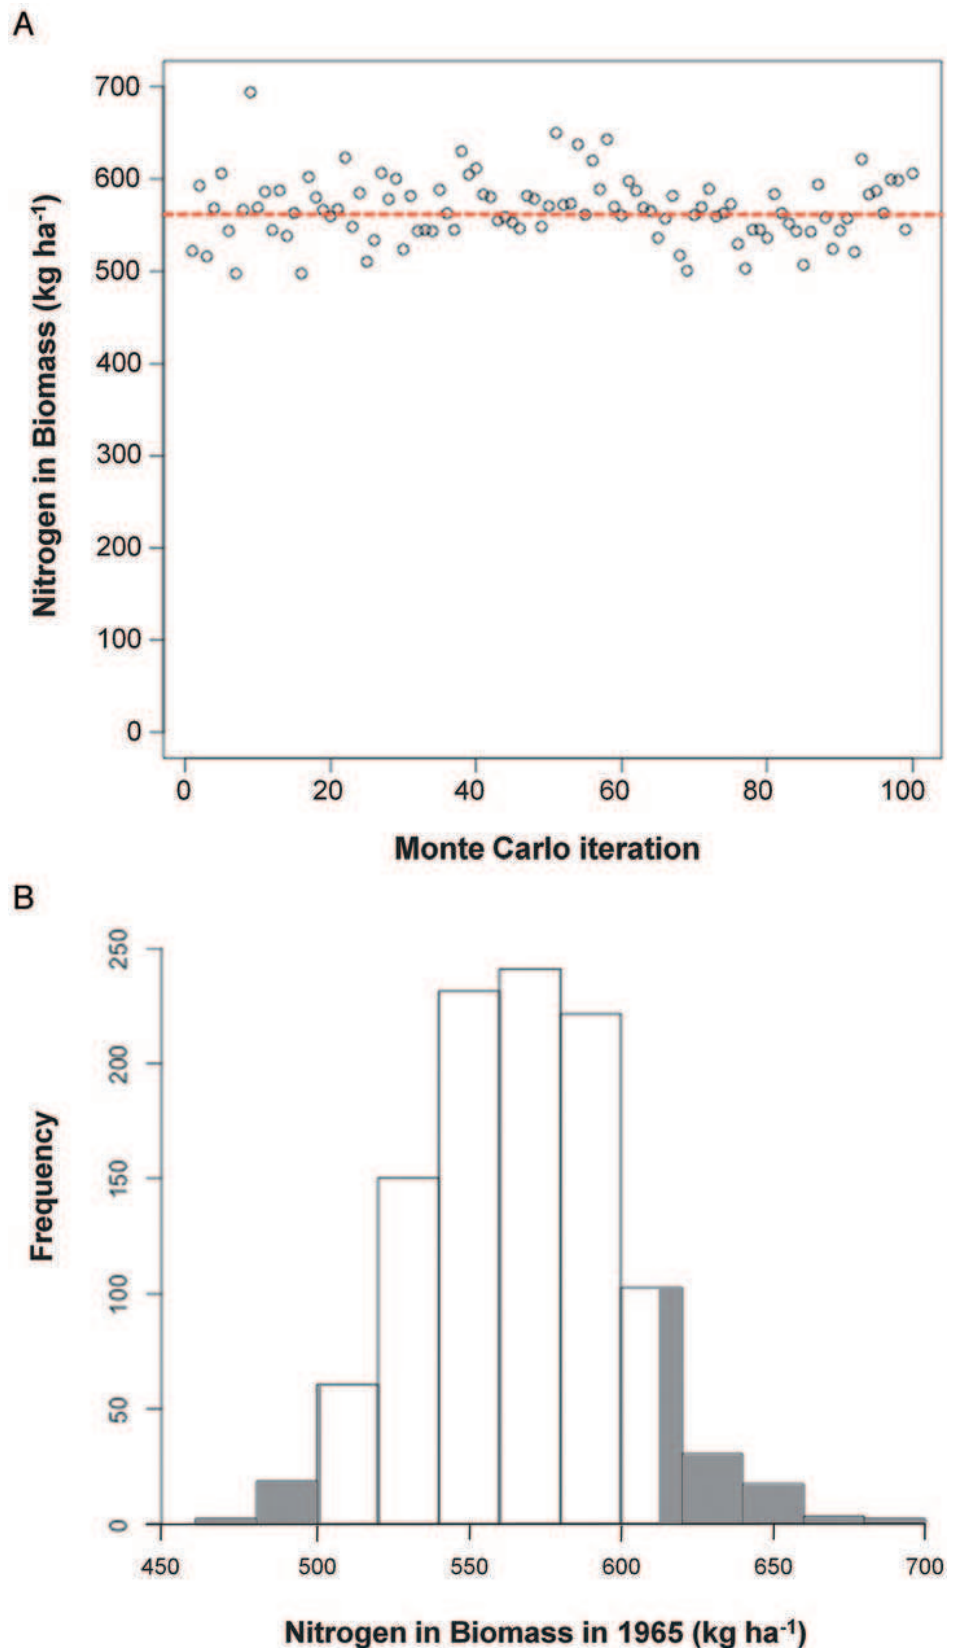 A
700
600
500
400
300
200
100
0
Nitrogen in Biomass (kg ha⁻¹)
0 20 40 60 80 100
Monte Carlo iteration
B
250
200
150
100
50
0
Frequency
450 500 550 600 650 700
Nitrogen in Biomass in 1965 (kg ha⁻¹)